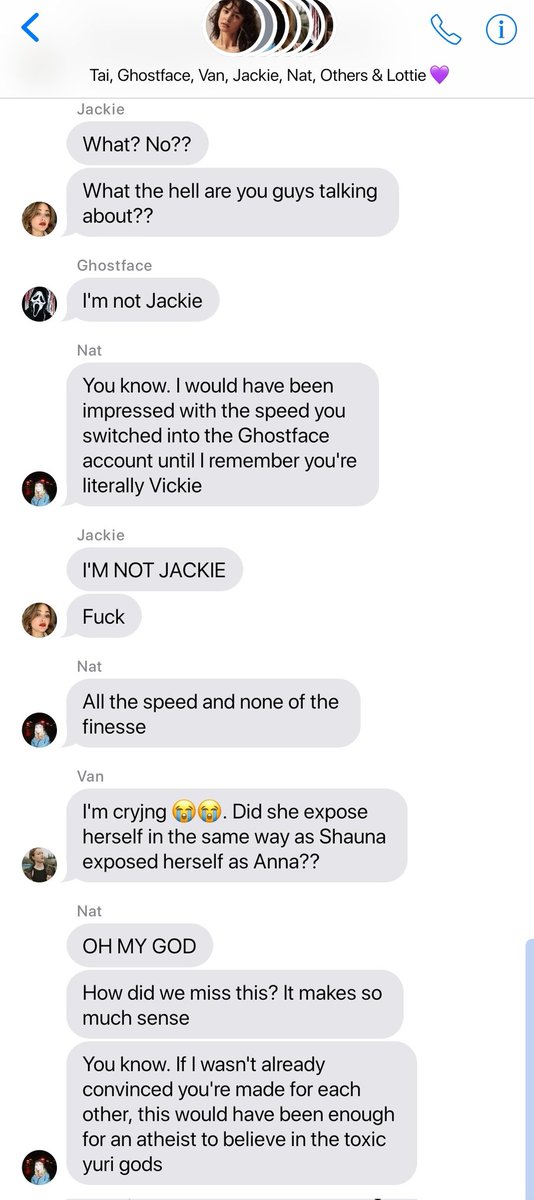 Tai, Ghostface, Van, Jackie, Nat, Others & Lottie 💜
Jackie
What? No??
What the hell are you guys talking
about??
Ghostface
I'm not Jackie
Nat
You know. I would have been
impressed with the speed you
switched into the Ghostface
account until I remember you're
literally Vickie
Jackie
I'M NOT JACKIE
Fuck
Nat
All the speed and none of the
finesse
Van
I'm cryjng 😭😭. Did she expose
herself in the same way as Shauna
exposed herself as Anna??
Nat
OH MY GOD
How did we miss this? It makes so
much sense
You know. If I wasn't already
convinced you're made for each
other, this would have been enough
for an atheist to believe in the toxic
yuri gods